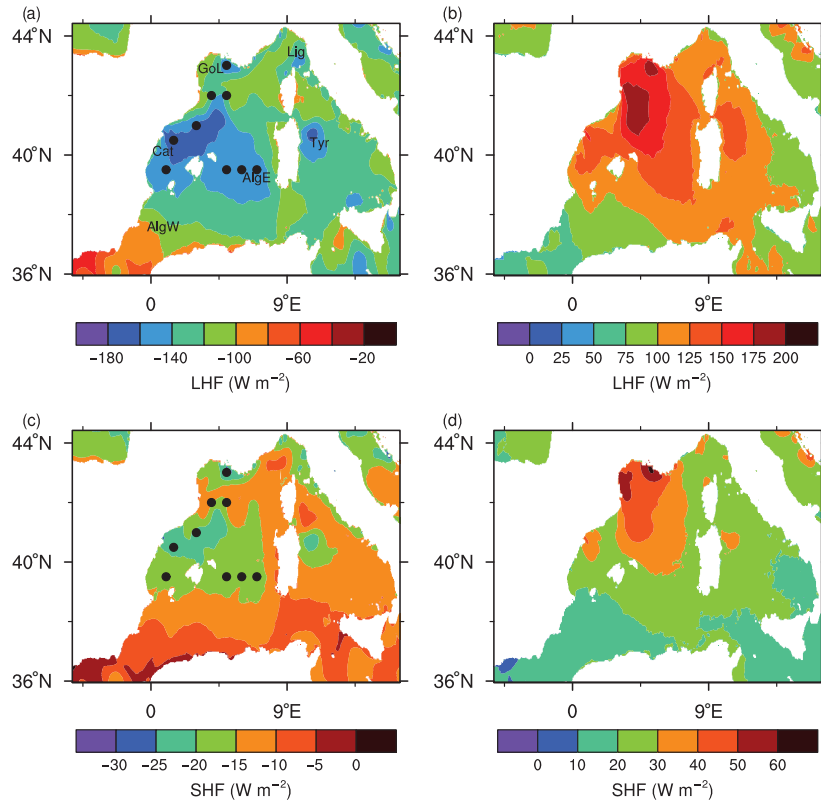 (a) (b)
44°N
GoL Lig
Cat Tyr
40°N
AlgE
AlgW
36°N
0 9°E 0 9°E
−180 −140 −100 −60 −20 0 25 50 75 100 125 150 175 200
LHF (W m⁻²) LHF (W m⁻²)
(c) (d)
44°N 44°N
40°N 40°N
36°N 36°N
0 9°E 0 9°E
−30 −25 −20 −15 −10 −5 0 0 10 20 30 40 50 60
SHF (W m⁻²) SHF (W m⁻²)